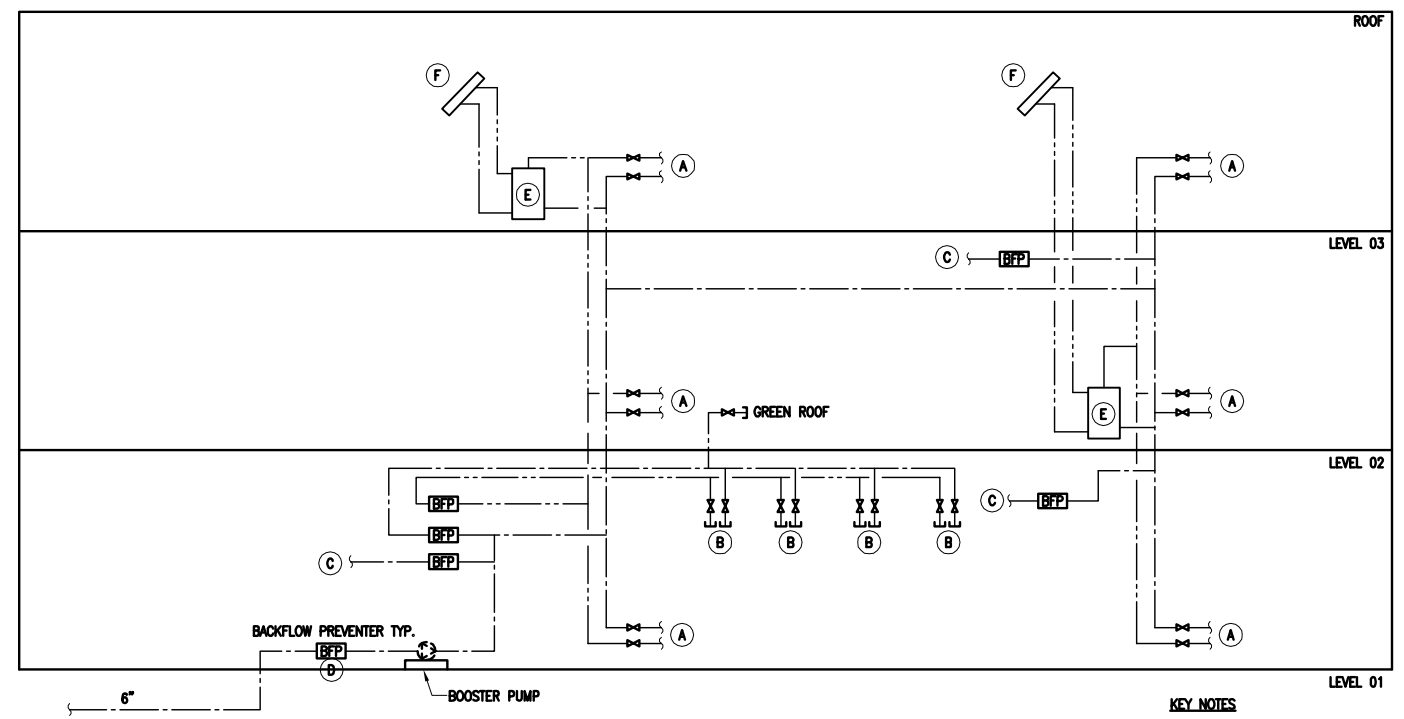 ROOF
F
F
A
A
E
LEVEL 03
C
BFP
A
A
GREEN ROOF
E
LEVEL 02
BFP
C
BFP
BFP
B
B
B
B
C
BFP
BACKFLOW PREVENTER TYP.
A
A
BFP
D
LEVEL 01
6"
BOOSTER PUMP
KEY NOTES